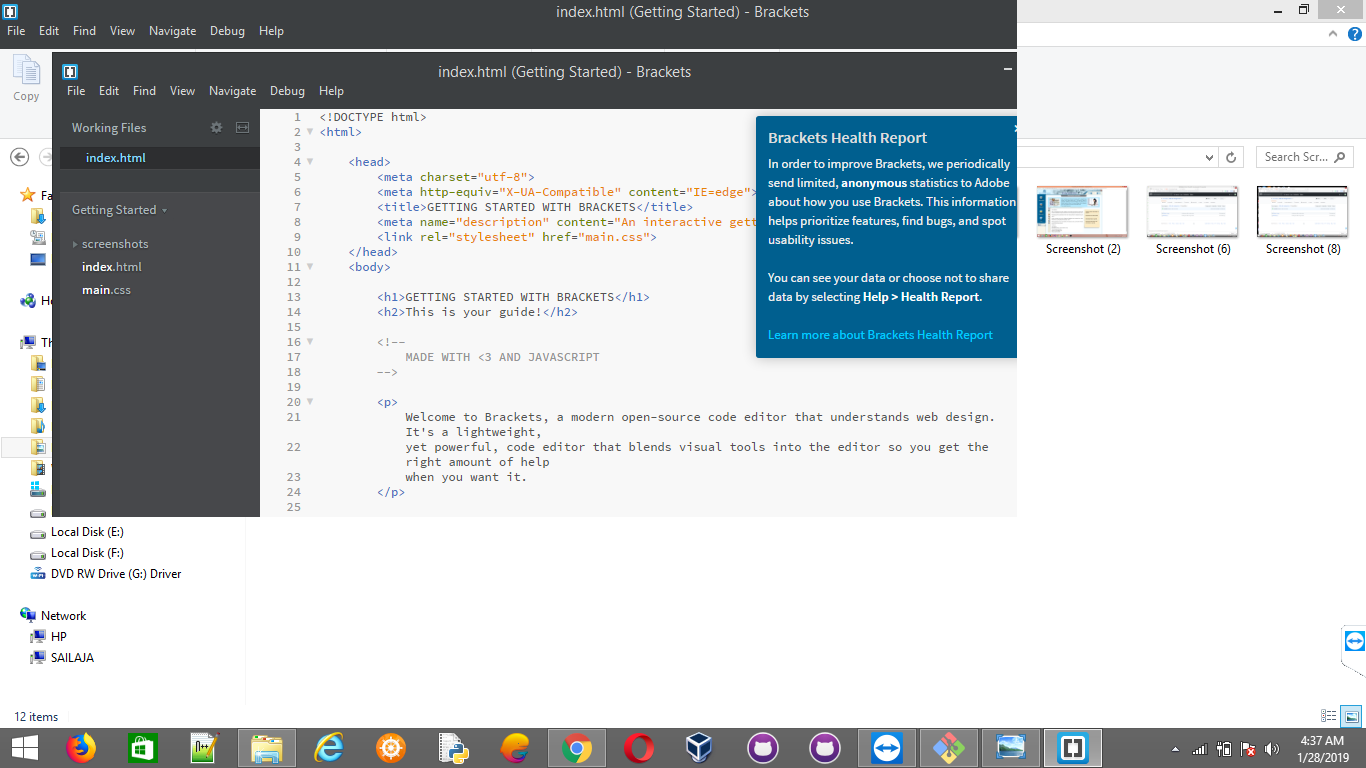 index.html (Getting Started) - Brackets
File Edit Find View Navigate Debug Help
Copy
index.html (Getting Started) - Brackets
File Edit Find View Navigate Debug Help
Working Files
index.html
Getting Started
screenshots
index.html
main.css
1 <!DOCTYPE html>
2 <html>
3
4 <head>
5 <meta charset="utf-8">
6 <meta http-equiv="X-UA-Compatible" content="IE=edge">
7 <title>GETTING STARTED WITH BRACKETS</title>
8 <meta name="description" content="An interactive gett
9 <link rel="stylesheet" href="main.css">
10 </head>
11 <body>
12
13 <h1>GETTING STARTED WITH BRACKETS</h1>
14 <h2>This is your guide!</h2>
15
16 <!--
17 MADE WITH <3 AND JAVASCRIPT
18 -->
19
20 <p>
21 Welcome to Brackets, a modern open-source code editor that understands web design.
It's a lightweight,
22 yet powerful, code editor that blends visual tools into the editor so you get the
right amount of help
23 when you want it.
24 </p>
25
Brackets Health Report
In order to improve Brackets, we periodically
send limited, anonymous statistics to Adobe
about how you use Brackets. This information
helps prioritize features, find bugs, and spot
usability issues.
You can see your data or choose not to share
data by selecting Help > Health Report.
Learn more about Brackets Health Report
Search Scr...
Screenshot (2)
Screenshot (6)
Screenshot (8)
Fa
Ho
Th
Local Disk (E:)
Local Disk (F:)
DVD RW Drive (G:) Driver
Network
HP
SAILAJA
12 items
4:37 AM
1/28/2019